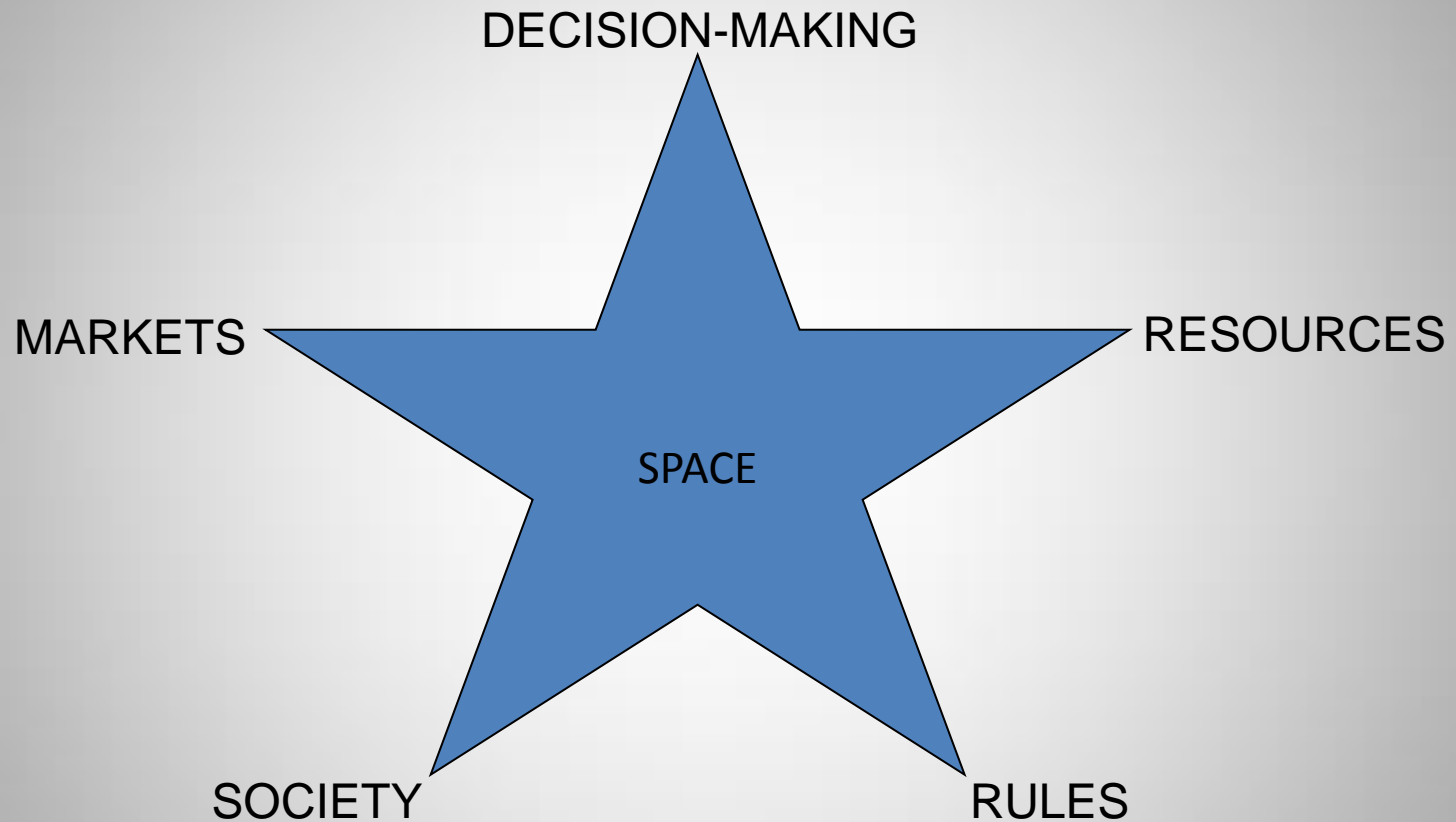 DECISION-MAKING
MARKETS
RESOURCES
SPACE
SOCIETY
RULES